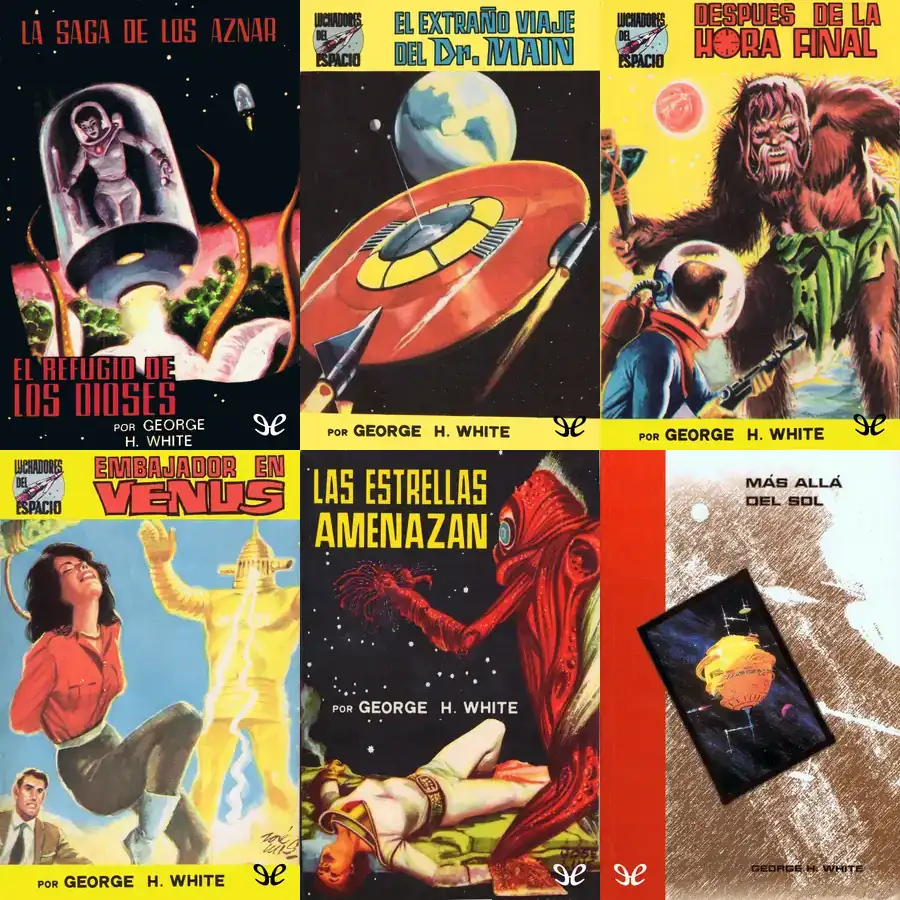 LA SAGA DE LOS AZNAR
EL REFUGIO DE
LOS DIOSES
POR GEORGE
H. WHITE
LUCHADORES
DEL
ESPACIO
EL EXTRAÑO VIAJE
DEL Dr. MAIN
POR GEORGE H. WHITE
LUCHADORES
DEL
ESPACIO
DESPUES DE LA
HORA FINAL
POR GEORGE H. WHITE
LUCHADORES
DEL
ESPACIO
EMBAJADOR EN
VENUS
JOSÉ
LUIS
POR GEORGE H. WHITE
LAS ESTRELLAS
AMENAZAN
POR GEORGE H. WHITE
MÁS ALLÁ
DEL SOL
GEORGE H. WHITE